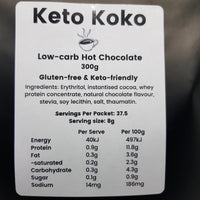 Keto Koko
Low-carb Hot Chocolate
300g
Gluten-free & Keto-friendly
Ingredients: Erythritol, instantised cocoa, whey
protein concentrate, natural chocolate flavour,
stevia, soy lecithin, salt, thaumatin.
Servings Per Packet: 37.5
Serving size: 8g
Per Serve Per 100g
Energy 40kJ 497kJ
Protein 0.9g 11.8g
Fat 0.3g 3.6g
-saturated 0.2g 2.3g
Carbohydrate 0.3g 4.3g
Sugar 0.1g 0.9g
Sodium 14mg 186mg